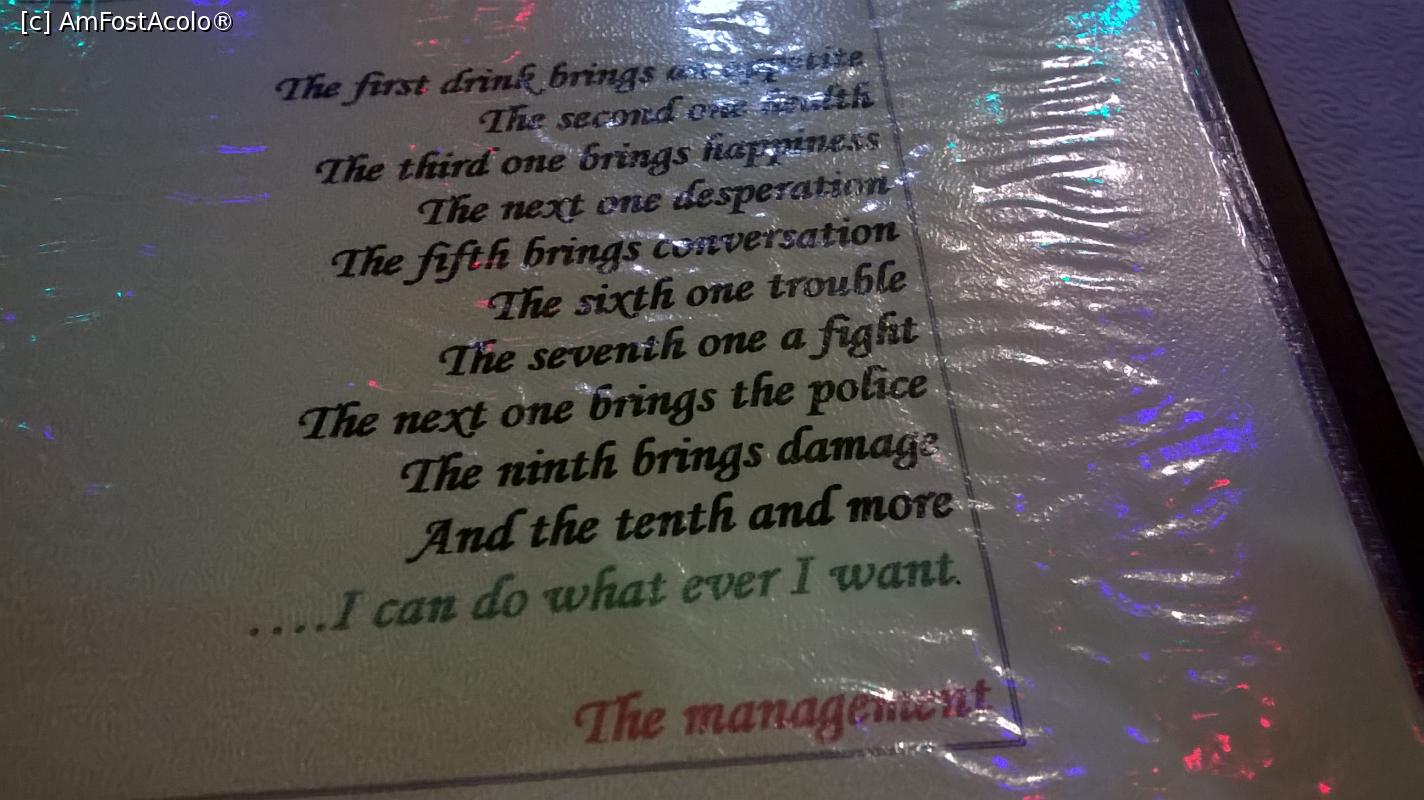 [c] AmFostAcolo®
The first drink brings an appetite
The second one health
The third one brings happiness
The next one desperation
The fifth brings conversation
The sixth one trouble
The seventh one a fight
The next one brings the police
The ninth brings damage
And the tenth and more
....I can do what ever I want.
The management